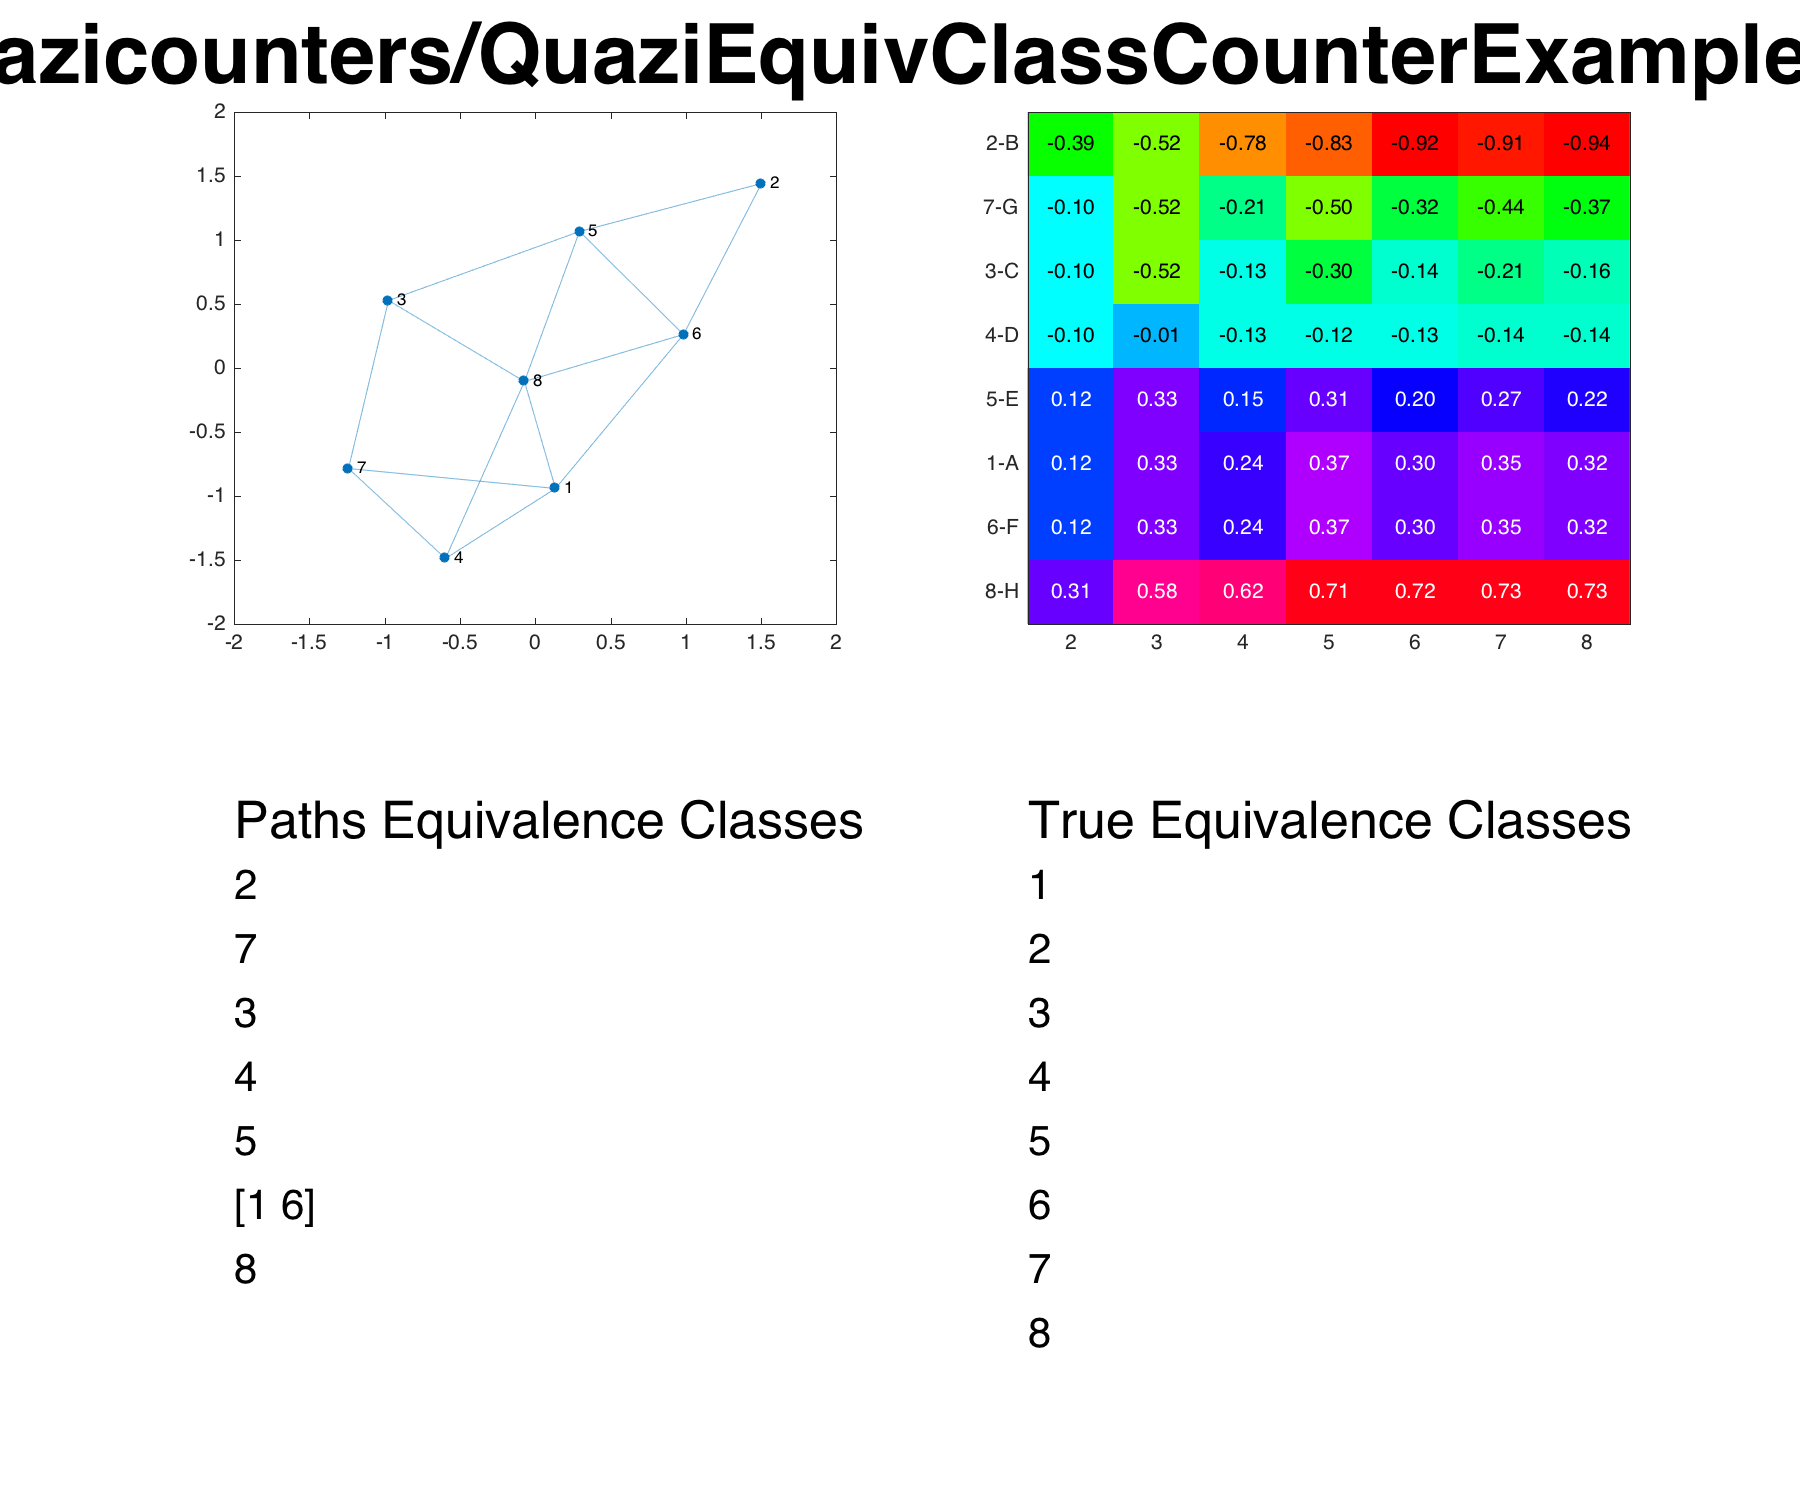 azicounters/QuaziEquivClassCounterExample
2
1.5
1
0.5
0
-0.5
-1
-1.5
-2
-2 -1.5 -1 -0.5 0 0.5 1 1.5 2
2
5
3
6
8
7
1
4
2-B -0.39 -0.52 -0.78 -0.83 -0.92 -0.91 -0.94
7-G -0.10 -0.52 -0.21 -0.50 -0.32 -0.44 -0.37
3-C -0.10 -0.52 -0.13 -0.30 -0.14 -0.21 -0.16
4-D -0.10 -0.01 -0.13 -0.12 -0.13 -0.14 -0.14
5-E 0.12 0.33 0.15 0.31 0.20 0.27 0.22
1-A 0.12 0.33 0.24 0.37 0.30 0.35 0.32
6-F 0.12 0.33 0.24 0.37 0.30 0.35 0.32
8-H 0.31 0.58 0.62 0.71 0.72 0.73 0.73
2 3 4 5 6 7 8
Paths Equivalence Classes
2
7
3
4
5
[1 6]
8
True Equivalence Classes
1
2
3
4
5
6
7
8